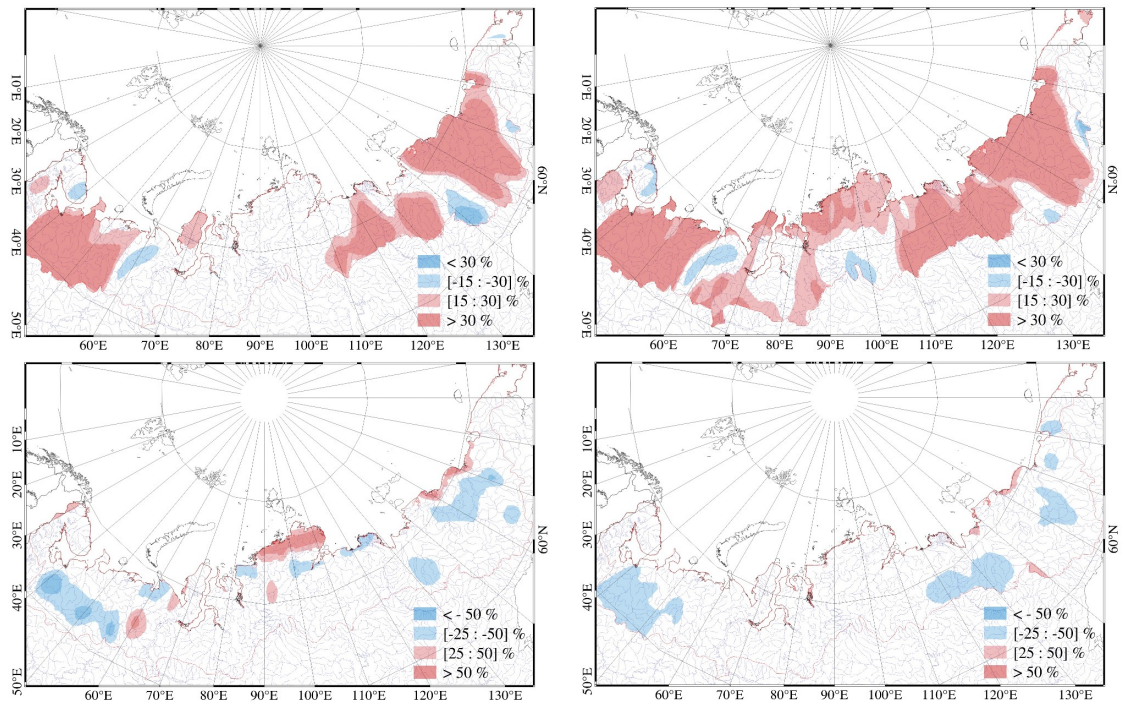 10°E
20°E
30°E
40°E
50°E
60°E
70°E
80°E
90°E
100°E
110°E
120°E
130°E
60°N
< 30 %
[-15 : -30] %
[15 : 30] %
> 30 %
10°E
20°E
30°E
40°E
50°E
60°E
70°E
80°E
90°E
100°E
110°E
120°E
130°E
60°N
< 30 %
[-15 : -30] %
[15 : 30] %
> 30 %
10°E
20°E
30°E
40°E
50°E
60°E
70°E
80°E
90°E
100°E
110°E
120°E
130°E
60°N
< - 50 %
[-25 : -50] %
[25 : 50] %
> 50 %
10°E
20°E
30°E
40°E
50°E
60°E
70°E
80°E
90°E
100°E
110°E
120°E
130°E
60°N
< - 50 %
[-25 : -50] %
[25 : 50] %
> 50 %